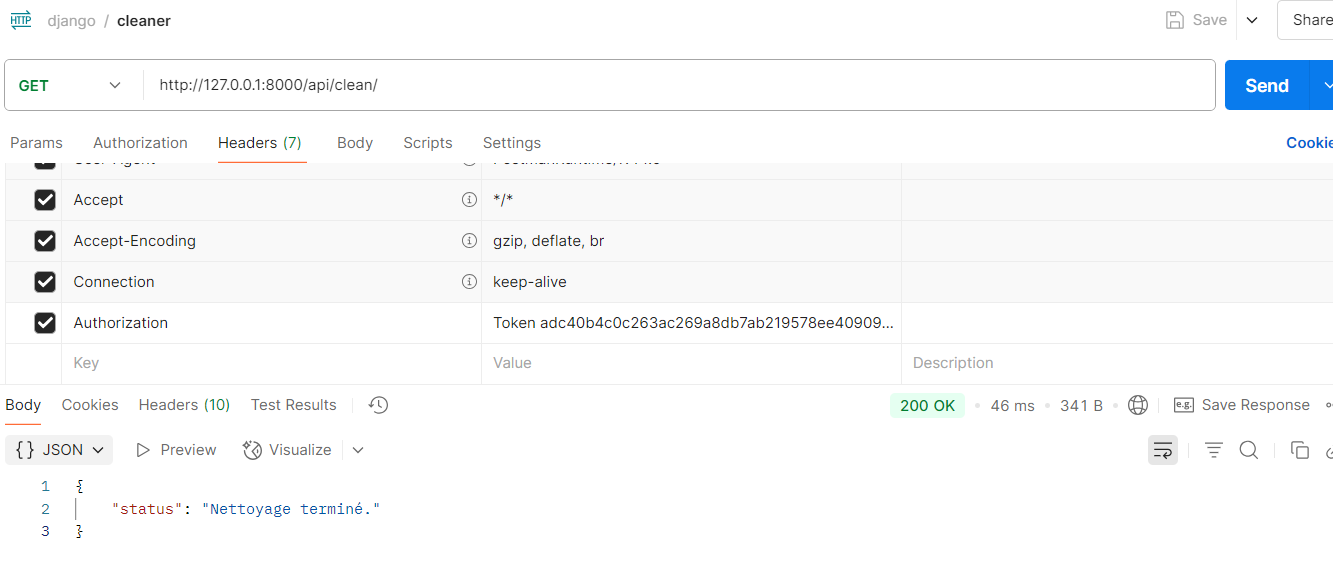 HTTP django / cleaner Save Share
GET http://127.0.0.1:8000/api/clean/ Send
Params Authorization Headers (7) Body Scripts Settings Cookie
Accept */*
Accept-Encoding gzip, deflate, br
Connection keep-alive
Authorization Token adc40b4c0c263ac269a8db7ab219578ee40909...
Key Value Description
Body Cookies Headers (10) Test Results 200 OK • 46 ms • 341 B e.g. Save Response
{} JSON Preview Visualize
1 {
2 "status": "Nettoyage terminé."
3 }